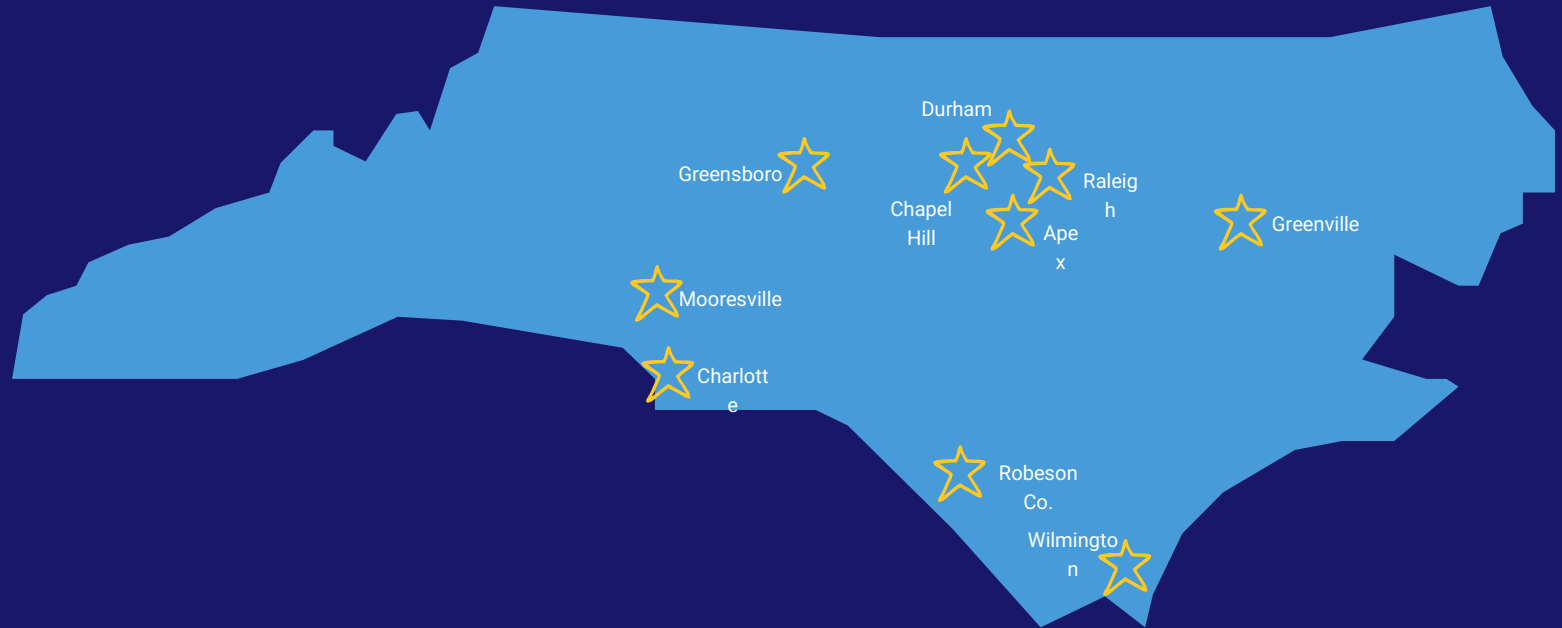 Durham
Greensboro
Raleig
h
Chapel
Hill
Ape
x
Greenville
Mooresville
Charlott
e
Robeson
Co.
Wilmingto
n